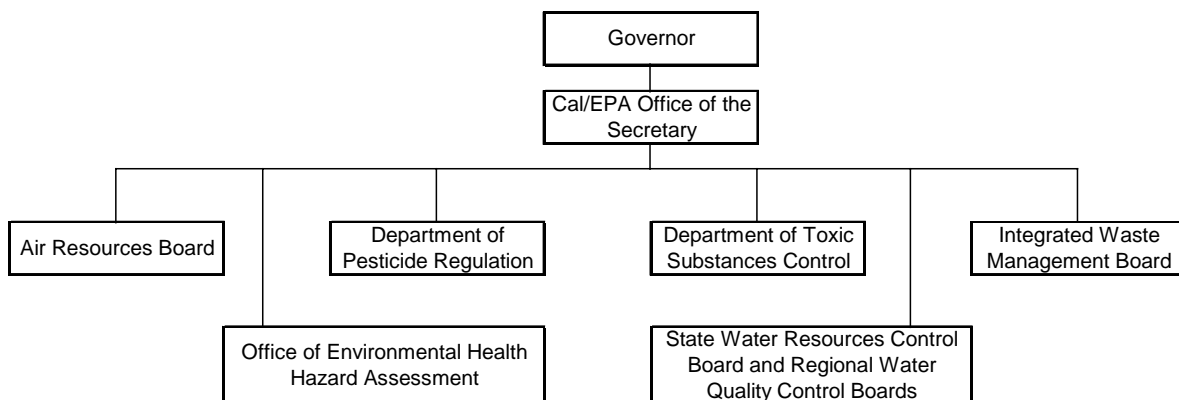 Governor
Cal/EPA Office of the
Secretary
Air Resources Board
Department of
Pesticide Regulation
Department of Toxic
Substances Control
Integrated Waste
Management Board
Office of Environmental Health
Hazard Assessment
State Water Resources Control
Board and Regional Water
Quality Control Boards